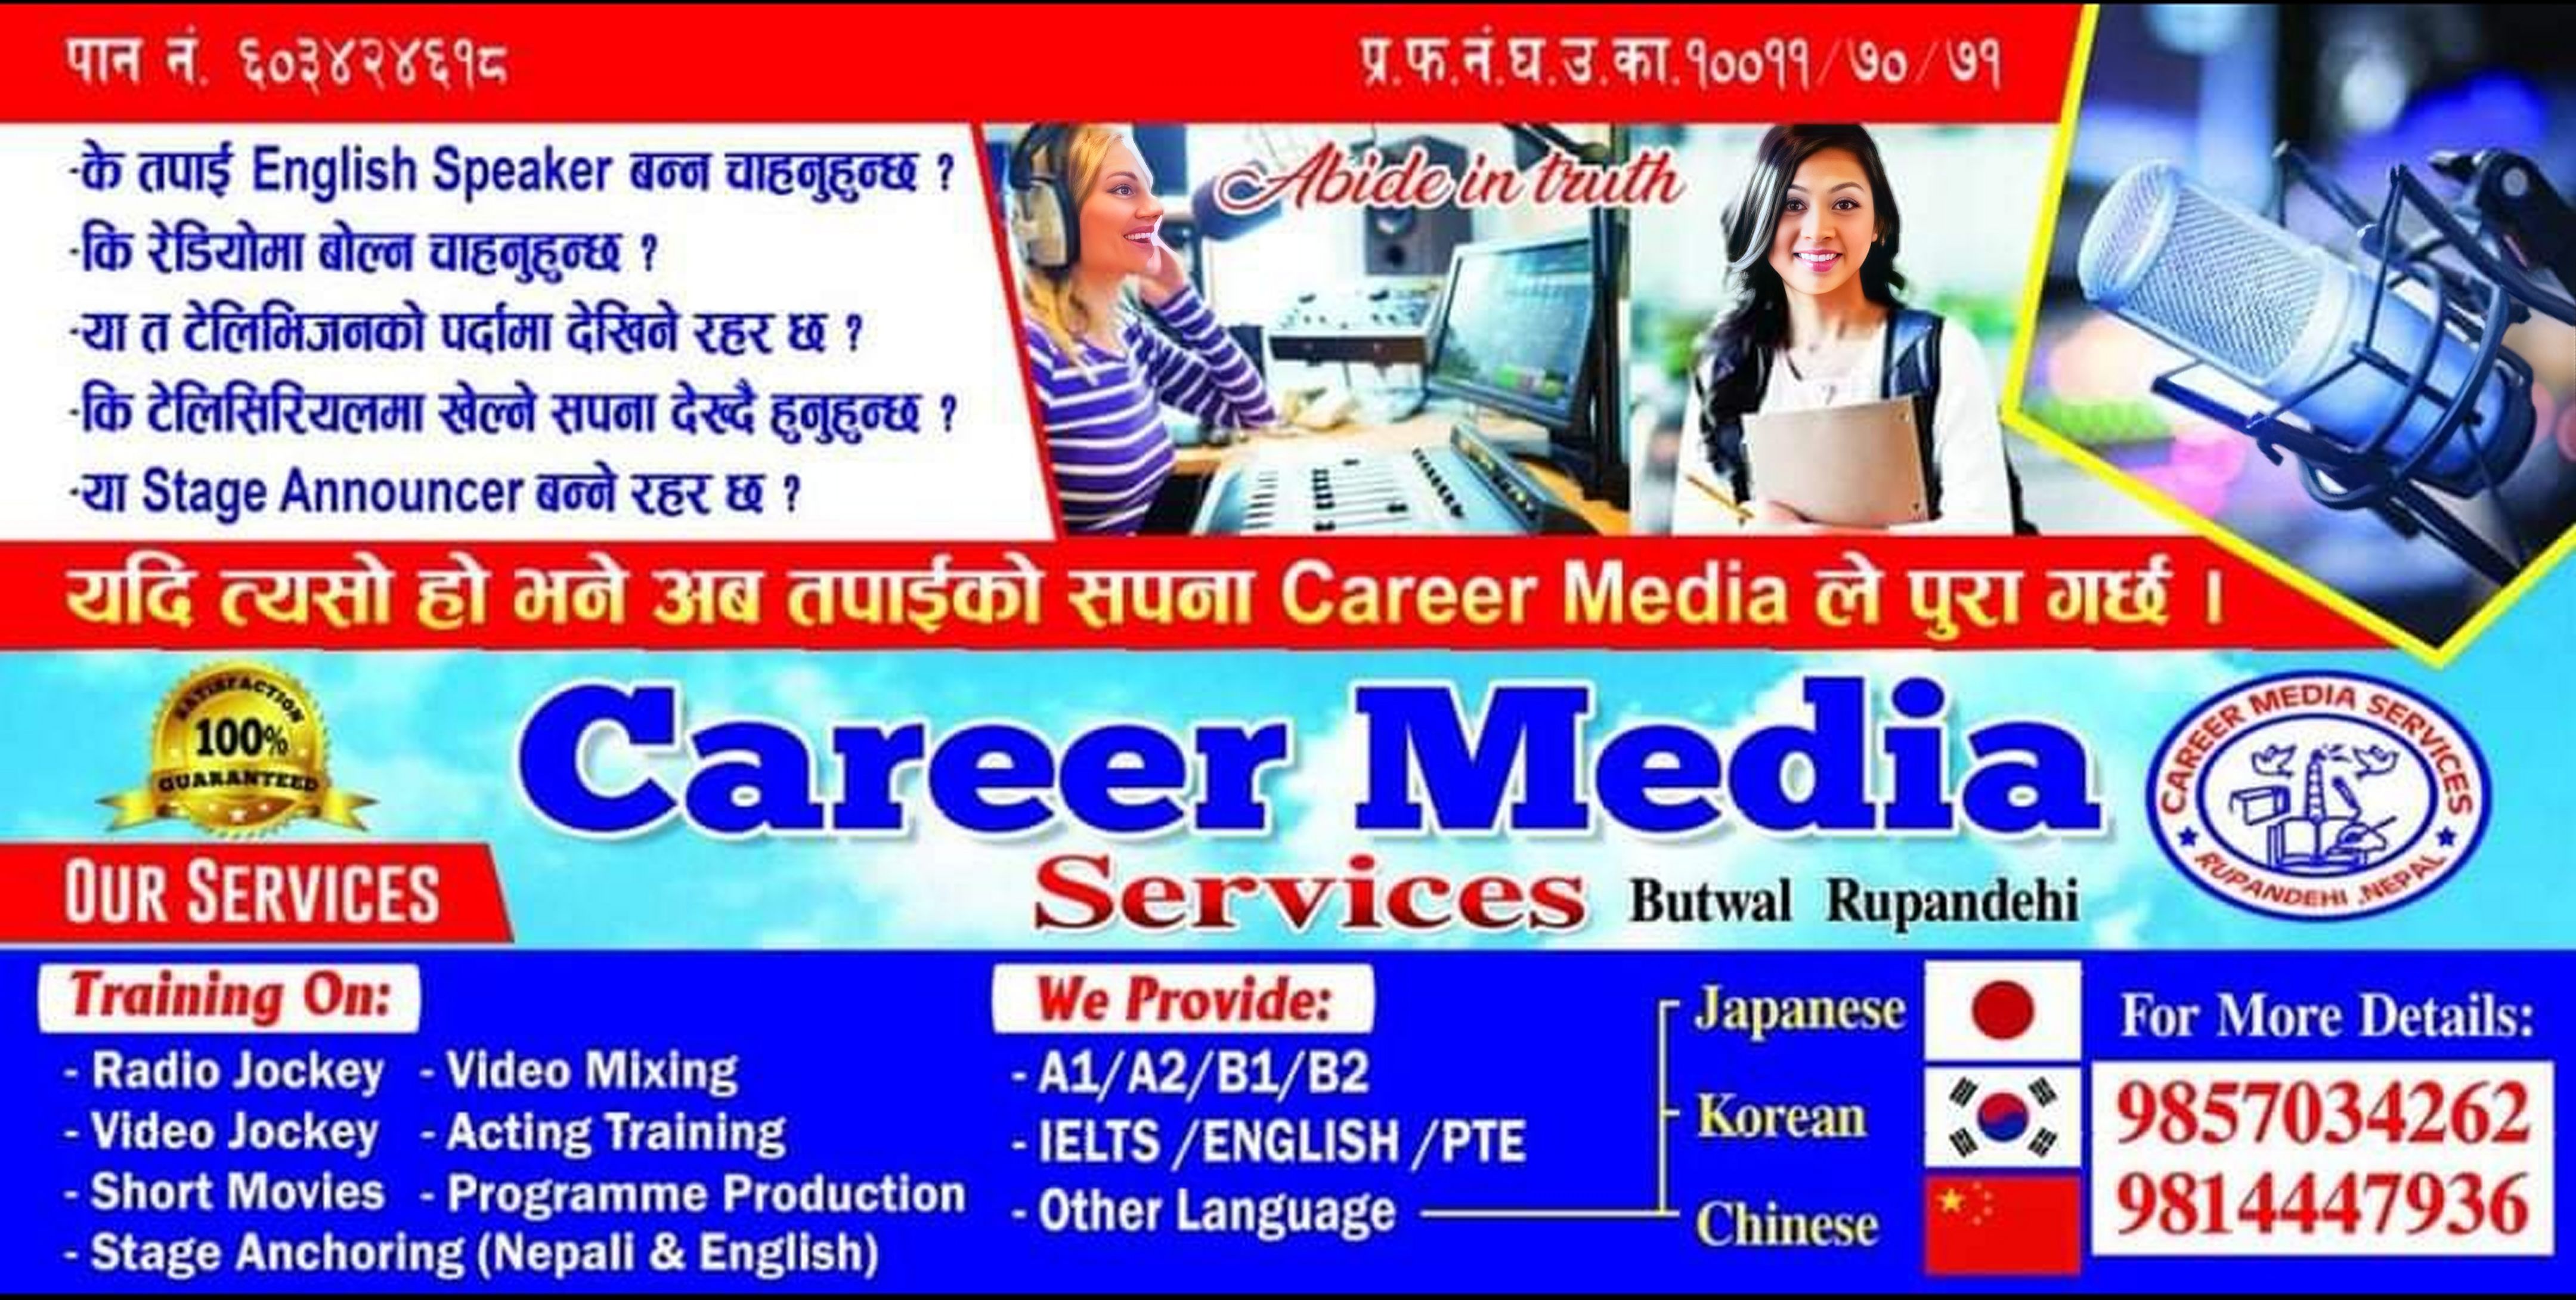 पान नं. ६०३४२४६१८
प्र.फ.नं.घ.उ.का.१००११/७०/७१
-के तपाई English Speaker बन्न चाहनुहुन्छ ?
-कि रेडियोमा बोल्न चाहनुहुन्छ ?
-या त टेलिभिजनको पर्दामा देखिने रहर छ ?
-कि टेलिसिरियलमा खेल्ने सपना देख्दै हुनुहुन्छ ?
-या Stage Announcer बन्ने रहर छ ?
Abide in truth
यदि त्यसो हो भने अब तपाईको सपना Career Media ले पुरा गर्छ ।
SATISFACTION
100%
GUARANTEED
Career Media
Services Butwal Rupandehi
CAREER MEDIA SERVICES
RUPANDEHI ,NEPAL
OUR SERVICES
Training On:
- Radio Jockey - Video Mixing
- Video Jockey - Acting Training
- Short Movies - Programme Production
- Stage Anchoring (Nepali & English)
We Provide:
- A1/A2/B1/B2
- IELTS /ENGLISH /PTE
- Other Language
Japanese
Korean
Chinese
For More Details:
9857034262
9814447936